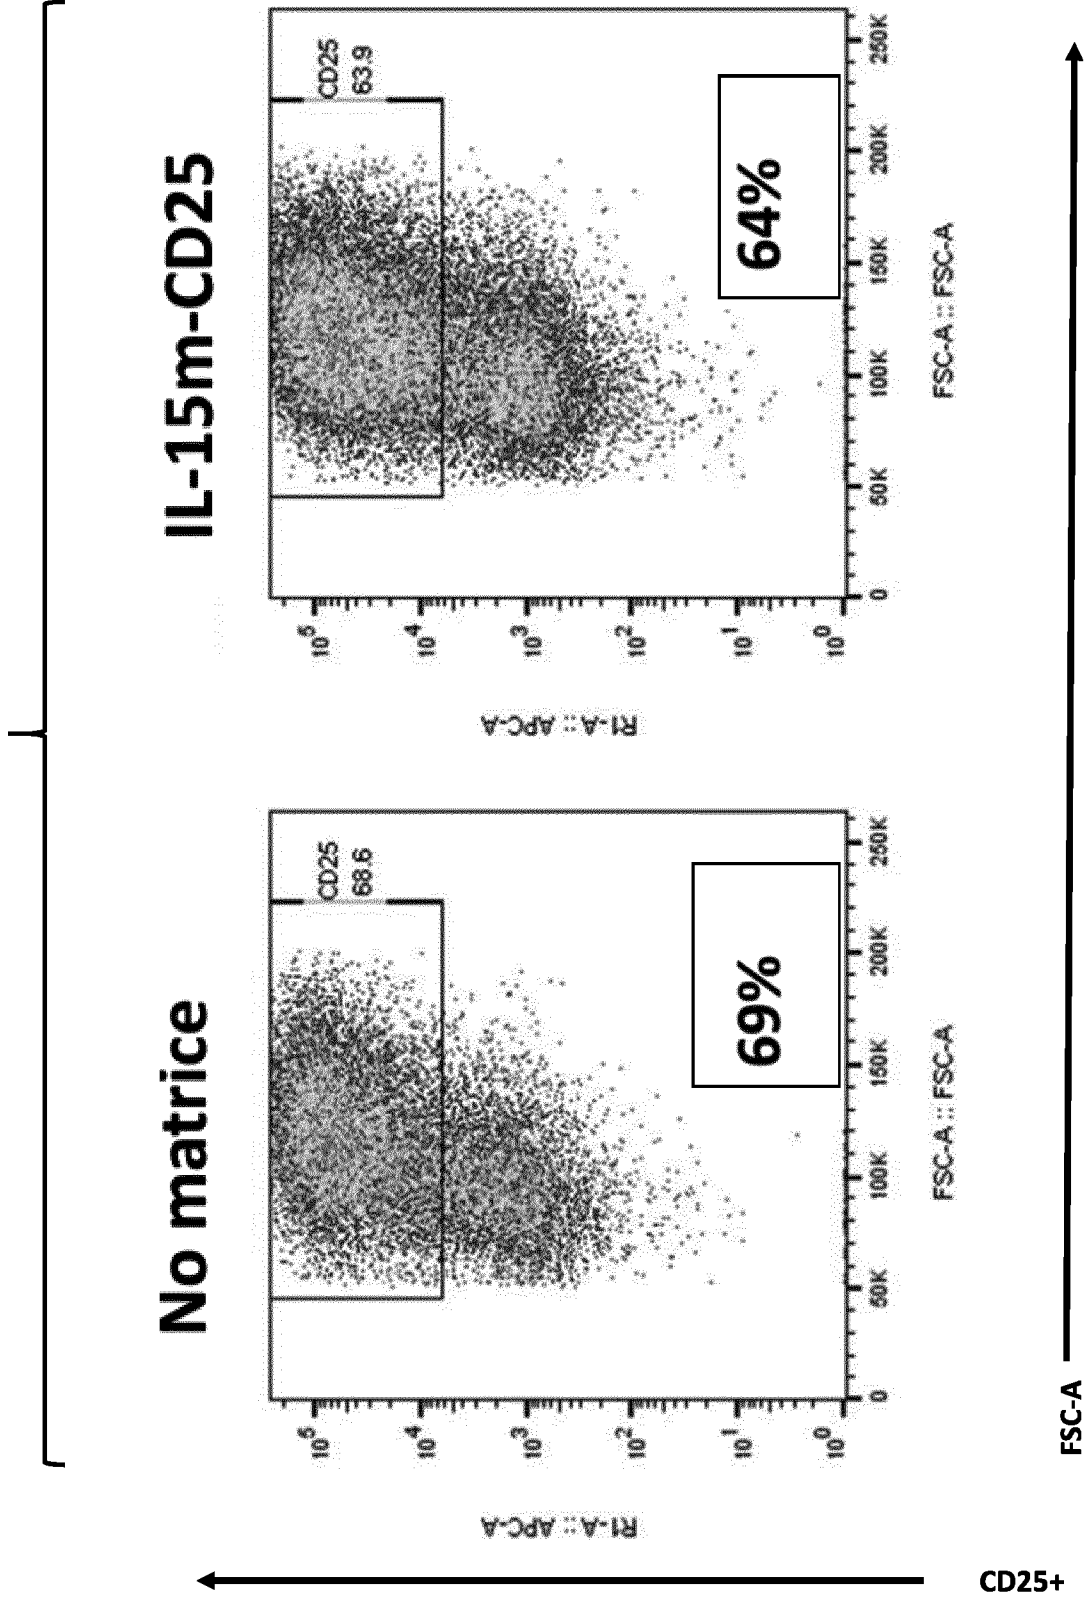 No matrice
CD25
68.6
10^5
10^4
10^3
10^2
10^1
10^0
R1-A :: APC-A
69%
0
50K
100K
150K
200K
250K
FSC-A :: FSC-A
IL-15m-CD25
CD25
63.9
10^5
10^4
10^3
10^2
10^1
10^0
R1-A :: APC-A
64%
0
50K
100K
150K
200K
250K
FSC-A :: FSC-A
CD25+
FSC-A